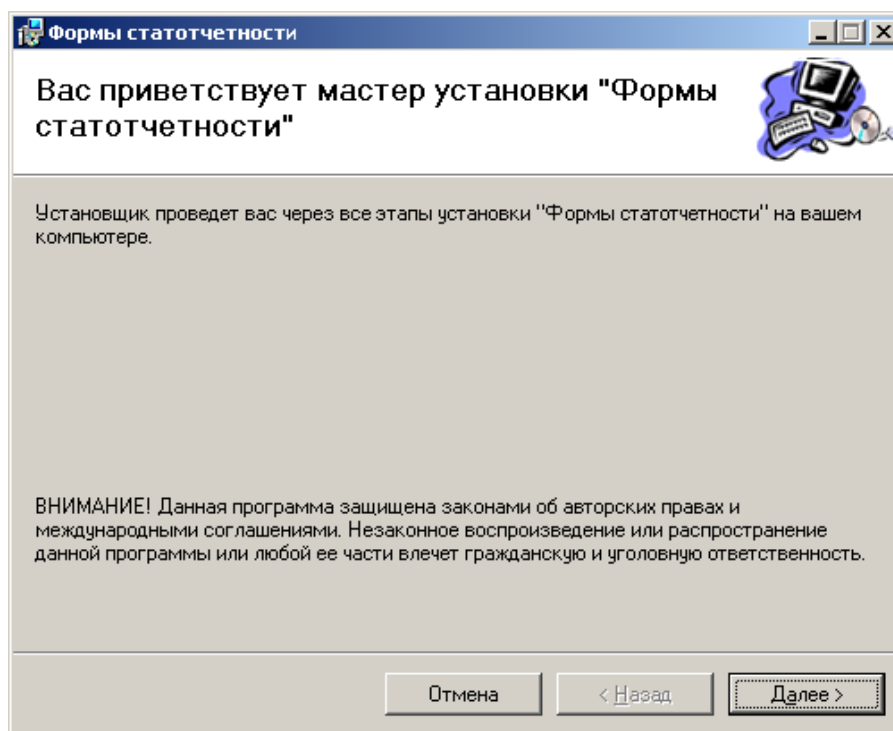 Формы статотчетности
Вас приветствует мастер установки "Формы
статотчетности"
Установщик проведет вас через все этапы установки "Формы статотчетности" на вашем
компьютере.
ВНИМАНИЕ! Данная программа защищена законами об авторских правах и
международными соглашениями. Незаконное воспроизведение или распространение
данной программы или любой ее части влечет гражданскую и уголовную ответственность.
Отмена
< Назад
Далее >